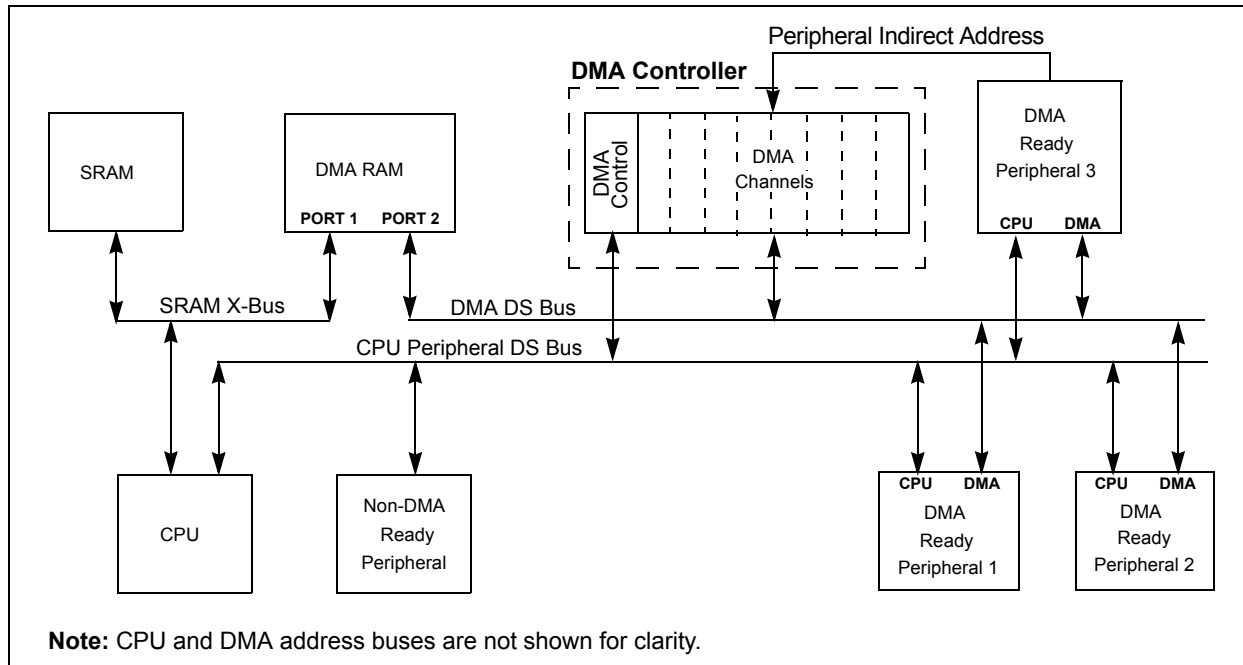 Peripheral Indirect Address
DMA Controller
SRAM
DMA RAM
PORT 1 PORT 2
DMA
Control
DMA
Channels
DMA
Ready
Peripheral 3
CPU DMA
SRAM X-Bus
DMA DS Bus
CPU Peripheral DS Bus
CPU
Non-DMA
Ready
Peripheral
CPU DMA
DMA
Ready
Peripheral 1
CPU DMA
DMA
Ready
Peripheral 2
Note: CPU and DMA address buses are not shown for clarity.